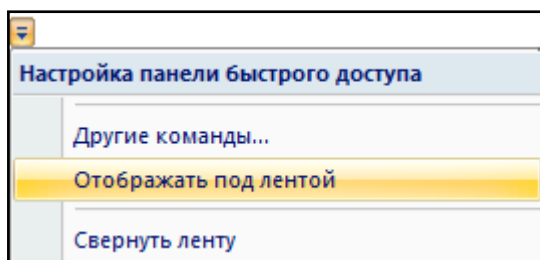 Настройка панели быстрого доступа
Другие команды...
Отображать под лентой
Свернуть ленту